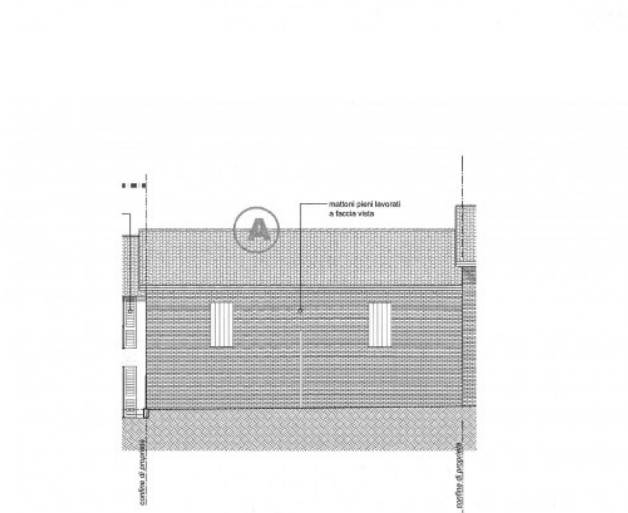 mattoni pieni lavorati
a faccia vista
A
confine di proprietà
confine di proprietà